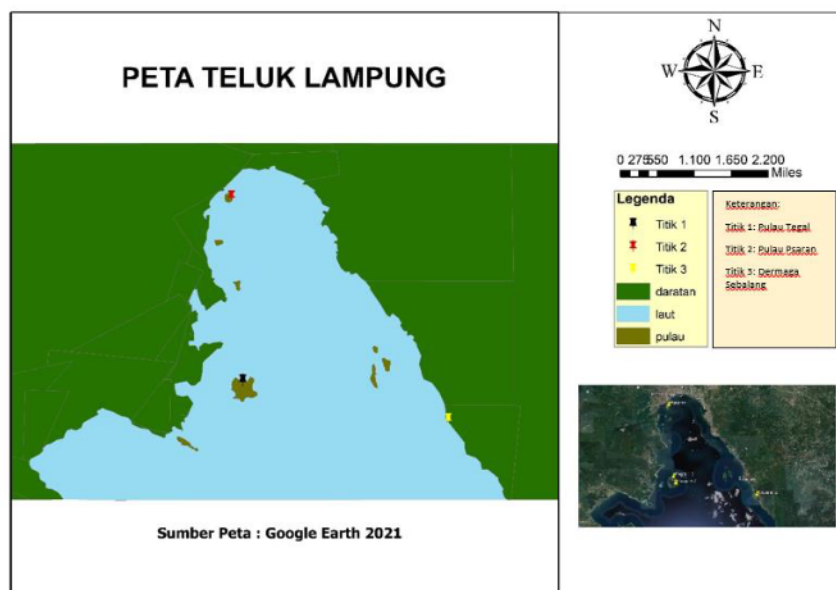 PETA TELUK LAMPUNG
N
W E
S
0 275550 1.100 1.650 2.200
Miles
Legenda
Titik 1
Titik 2
Titik 3
daratan
laut
pulau
Keterangan:
Titik 1: Pulau Tegal
Titik 2: Pulau Psaran
Titik 3: Dermaga
Sebalang
Sumber Peta : Google Earth 2021